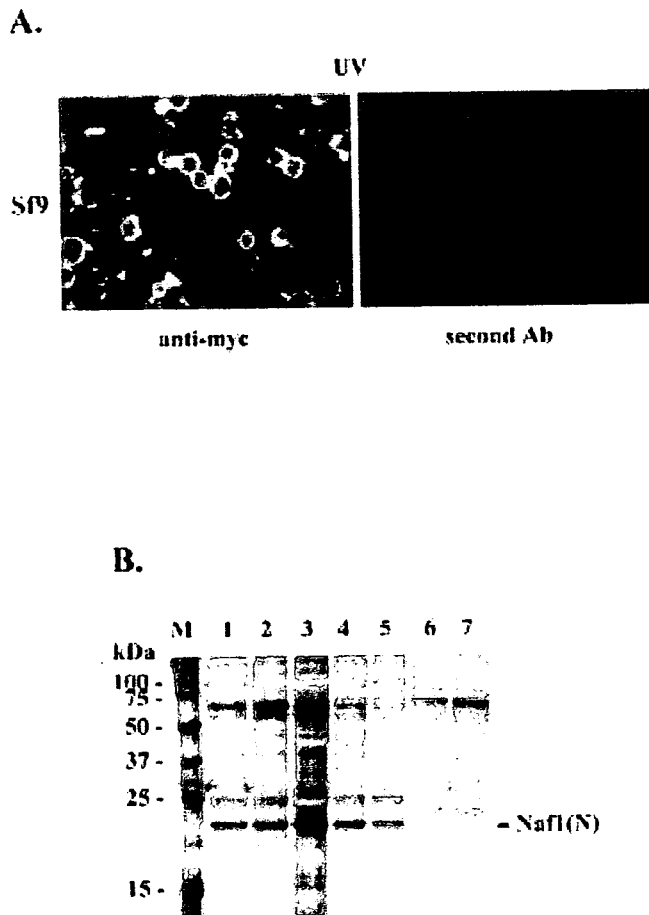 A.
UV
Sf9
anti-myc
second Ab
B.
M 1 2 3 4 5 6 7
kDa
100 -
75 -
50 -
37 -
25 -
15 -
- Naf1(N)